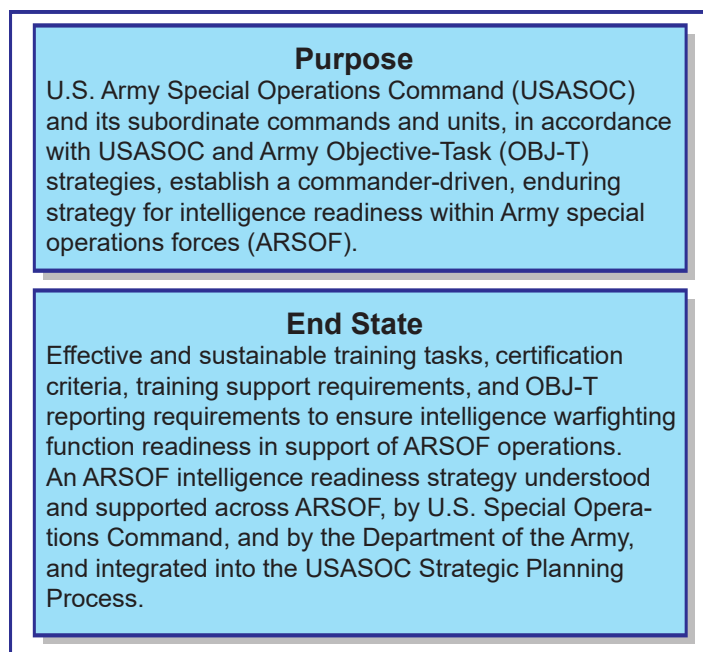 Purpose
U.S. Army Special Operations Command (USASOC)
and its subordinate commands and units, in accordance
with USASOC and Army Objective-Task (OBJ-T)
strategies, establish a commander-driven, enduring
strategy for intelligence readiness within Army special
operations forces (ARSOF).
End State
Effective and sustainable training tasks, certification
criteria, training support requirements, and OBJ-T
reporting requirements to ensure intelligence warfighting
function readiness in support of ARSOF operations.
An ARSOF intelligence readiness strategy understood
and supported across ARSOF, by U.S. Special Opera-
tions Command, and by the Department of the Army,
and integrated into the USASOC Strategic Planning
Process.